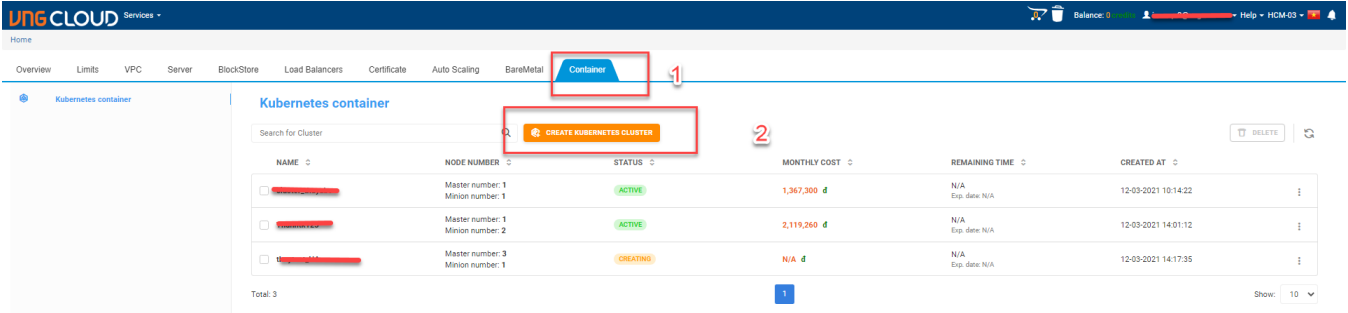 VNG CLOUD Services
0 Balance: 0 Help HCM-03
Home
Overview Limits VPC Server BlockStore Load Balancers Certificate Auto Scaling BareMetal Container 1
Kubernetes container
Kubernetes container
Search for Cluster CREATE KUBERNETES CLUSTER 2 DELETE
NAME NODE NUMBER STATUS MONTHLY COST REMAINING TIME CREATED AT
Master number: 1 ACTIVE 1,367,300 đ N/A 12-03-2021 10:14:22
Minion number: 1 Exp. date: N/A
Master number: 1 ACTIVE 2,119,260 đ N/A 12-03-2021 14:01:12
Minion number: 2 Exp. date: N/A
Master number: 3 CREATING N/A đ N/A 12-03-2021 14:17:35
Minion number: 1 Exp. date: N/A
Total: 3 1 Show: 10